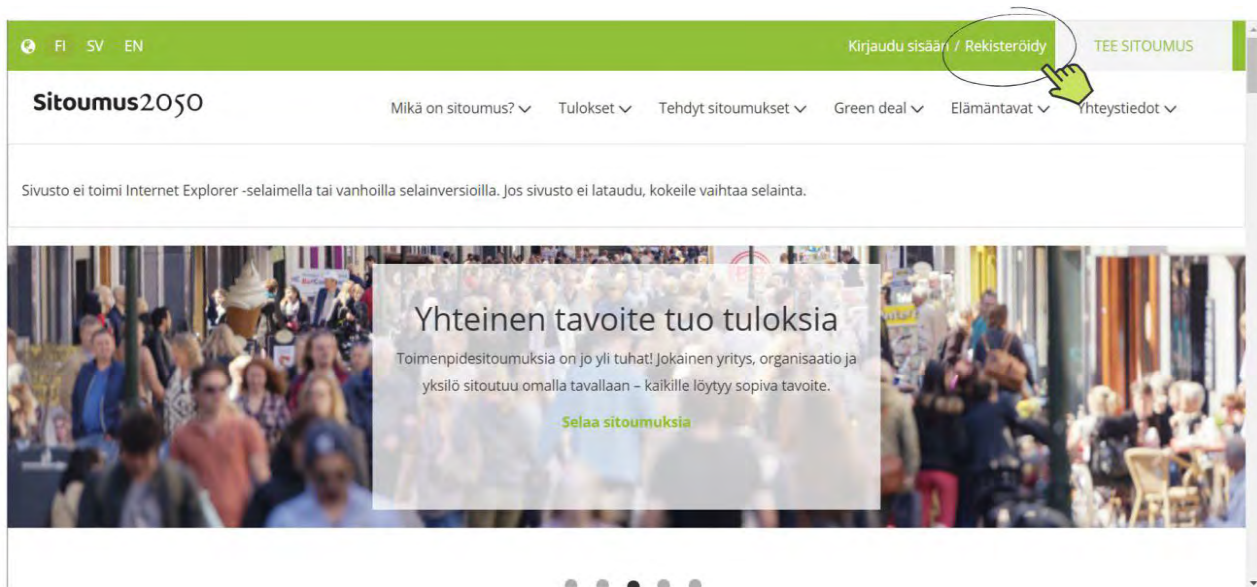 FI SV EN
Kirjaudu sisään / Rekisteröidy
TEE SITOUMUS
Sitoumus2050
Mikä on sitoumus? Tulokset Tehdyt sitoumukset Green deal Elämäntavat Yhteystiedot
Sivusto ei toimi Internet Explorer -selaimella tai vanhoilla selainversioilla. Jos sivusto ei lataudu, kokeile vaihtaa selainta.
Yhteinen tavoite tuo tuloksia
Toimenpidesitoumuksia on jo yli tuhat! Jokainen yritys, organisaatio ja
yksilö sitoutuu omalla tavallaan – kaikille löytyy sopiva tavoite.
Selaa sitoumuksia